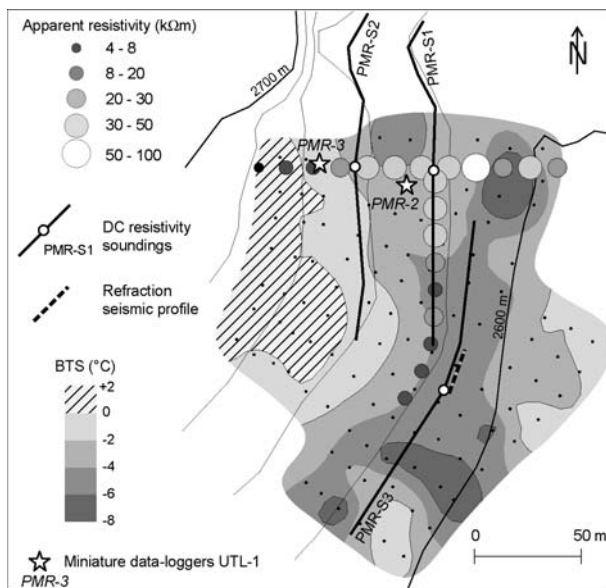 Apparent resistivity (kΩm)
4 - 8
8 - 20
20 - 30
30 - 50
50 - 100
PMR-S1
DC resistivity
soundings
Refraction
seismic profile
BTS (°C)
+2
0
-2
-4
-6
-8
PMR-3
Miniature data-loggers UTL-1
2700 m
PMR-S2
PMR-S1
N
PMR-3
PMR-2
2600 m
PMR-S3
0
50 m